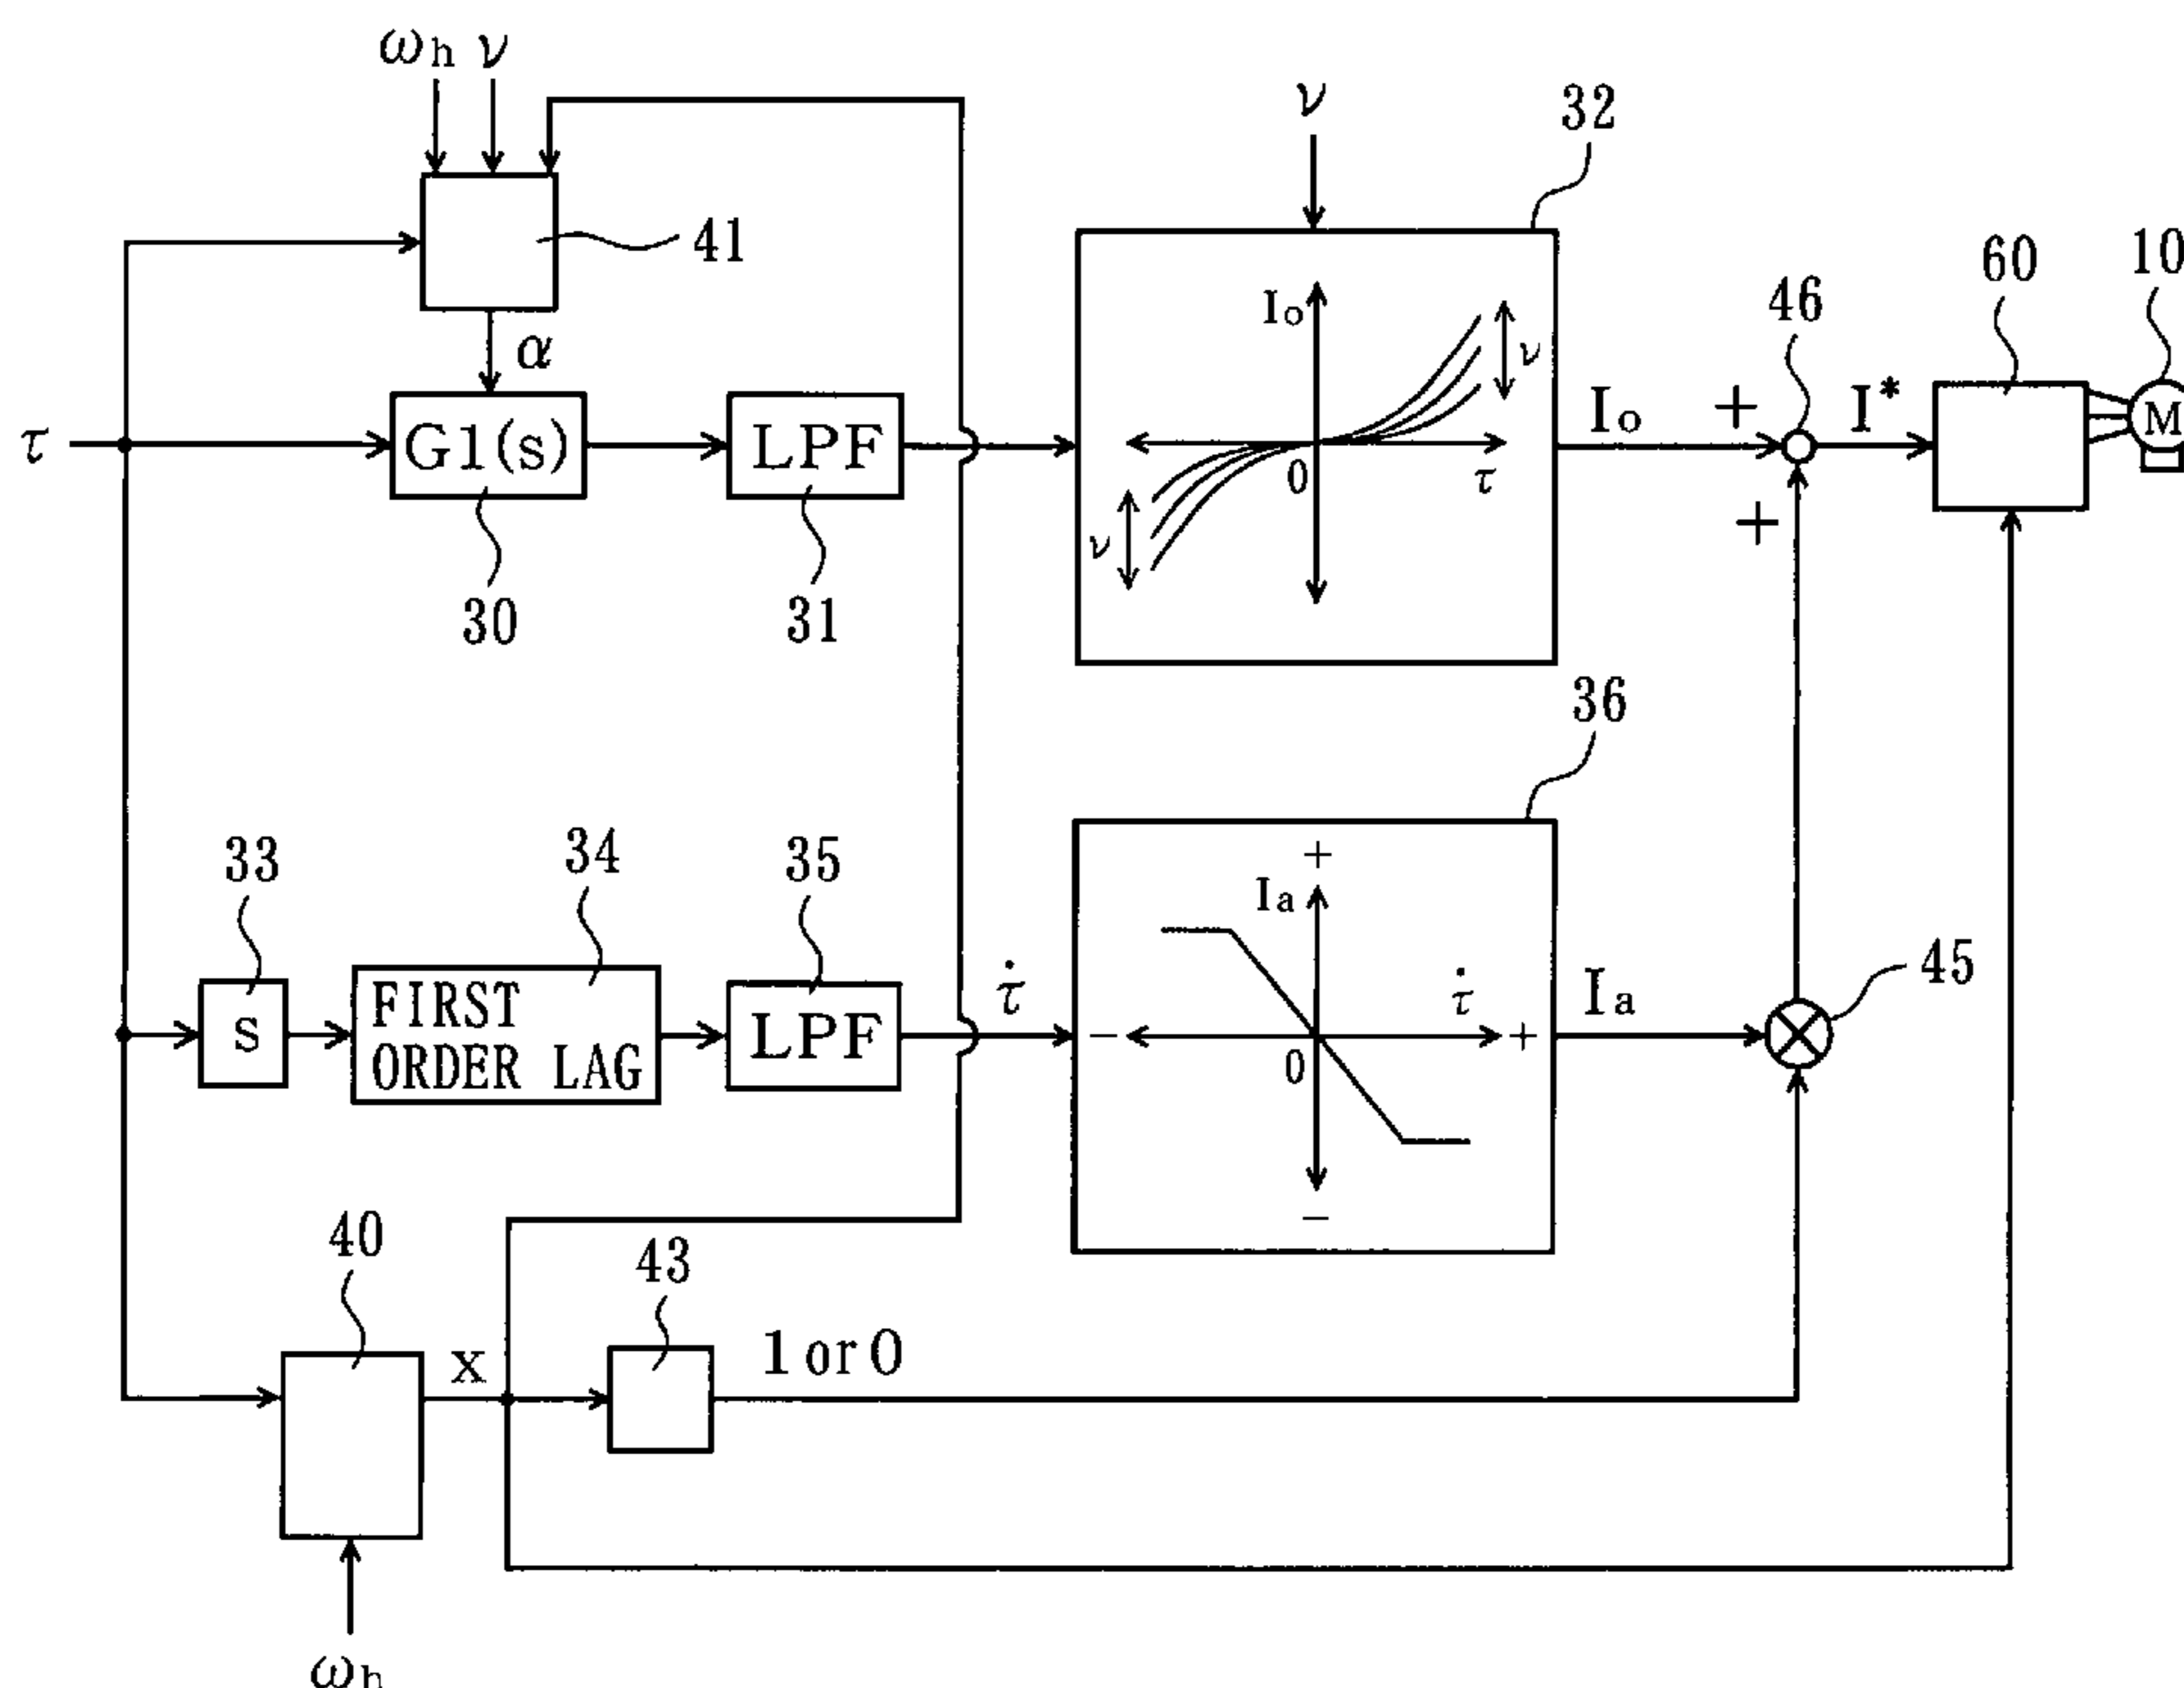 ωh ν
ν
32
41
60
10
46
Io
ν
α
τ
G1(s)
LPF
Io
+
I*
M
0
τ
+
ν
30
31
36
33
34
35
+
Ia
τ̇
45
S
FIRST
ORDER LAG
LPF
τ̇
-
+
Ia
0
-
40
43
X
1 or 0
ωh